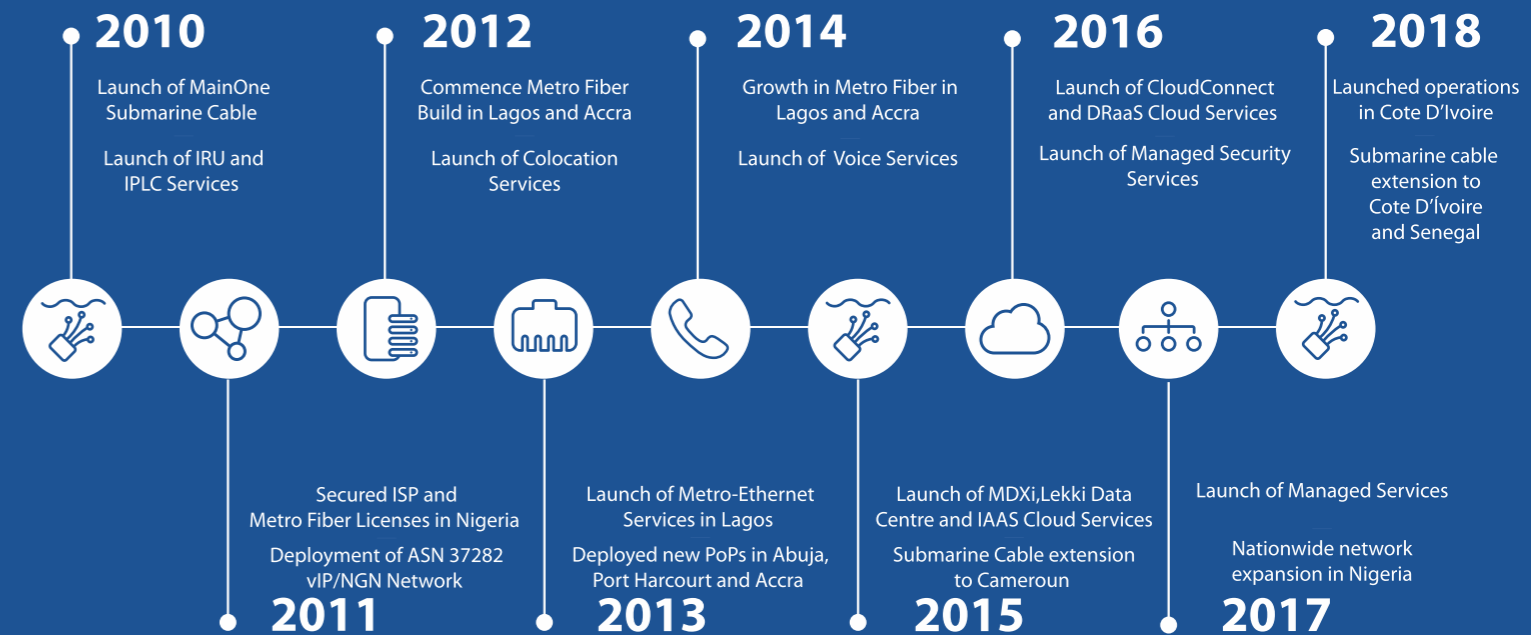 2010
Launch of MainOne
Submarine Cable
Launch of IRU and
IPLC Services
2012
Commence Metro Fiber
Build in Lagos and Accra
Launch of Colocation
Services
2014
Growth in Metro Fiber in
Lagos and Accra
Launch of Voice Services
2016
Launch of CloudConnect
and DRaaS Cloud Services
Launch of Managed Security
Services
2018
Launched operations
in Cote D'Ivoire
Submarine cable
extension to
Cote D'Ívoire
and Senegal
Secured ISP and
Metro Fiber Licenses in Nigeria
Deployment of ASN 37282
vIP/NGN Network
2011
Launch of Metro-Ethernet
Services in Lagos
Deployed new PoPs in Abuja,
Port Harcourt and Accra
2013
Launch of MDXi,Lekki Data
Centre and IAAS Cloud Services
Submarine Cable extension
to Cameroun
2015
Launch of Managed Services
Nationwide network
expansion in Nigeria
2017